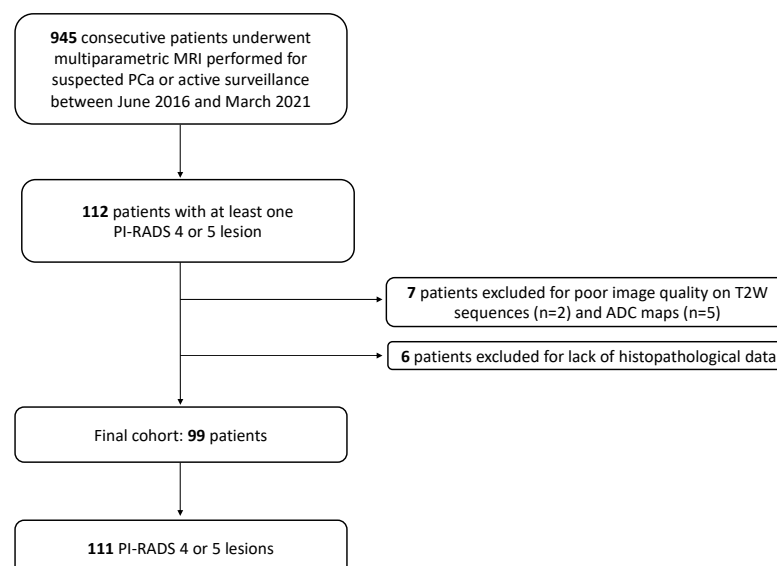 945 consecutive patients underwent
multiparametric MRI performed for
suspected PCa or active surveillance
between June 2016 and March 2021
112 patients with at least one
PI-RADS 4 or 5 lesion
7 patients excluded for poor image quality on T2W
sequences (n=2) and ADC maps (n=5)
6 patients excluded for lack of histopathological data
Final cohort: 99 patients
111 PI-RADS 4 or 5 lesions